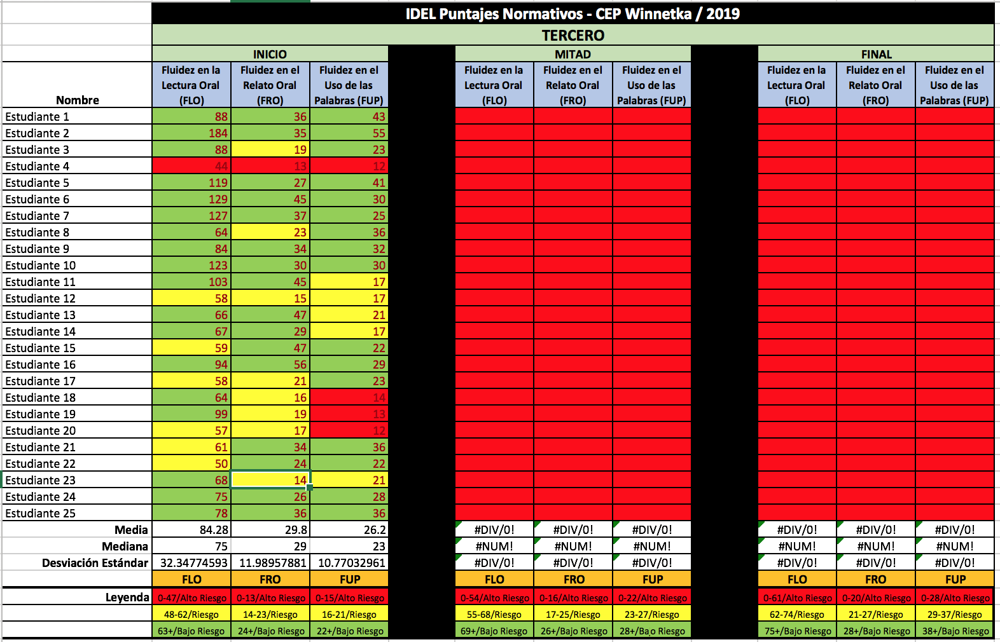 IDEL Puntajes Normativos - CEP Winnetka / 2019
TERCERO
INICIO MITAD FINAL
Fluidez en la Fluidez en el Fluidez en el Fluidez en la Fluidez en el Fluidez en el Fluidez en la Fluidez en el Fluidez en el
Lectura Oral Relato Oral Uso de las Lectura Oral Relato Oral Uso de las Lectura Oral Relato Oral Uso de las
Nombre (FLO) (FRO) Palabras (FUP) (FLO) (FRO) Palabras (FUP) (FLO) (FRO) Palabras (FUP)
Estudiante 1 88 36 43
Estudiante 2 184 35 55
Estudiante 3 88 19 23
Estudiante 4 44 13 12
Estudiante 5 119 27 41
Estudiante 6 129 45 30
Estudiante 7 127 37 25
Estudiante 8 64 23 36
Estudiante 9 84 34 32
Estudiante 10 123 30 30
Estudiante 11 103 45 17
Estudiante 12 58 15 17
Estudiante 13 66 47 21
Estudiante 14 67 29 17
Estudiante 15 59 47 22
Estudiante 16 94 56 29
Estudiante 17 58 21 23
Estudiante 18 64 16 14
Estudiante 19 99 19 13
Estudiante 20 57 17 12
Estudiante 21 61 34 36
Estudiante 22 50 24 22
Estudiante 23 68 14 21
Estudiante 24 75 26 28
Estudiante 25 78 36 36
Media 84.28 29.8 26.2 #DIV/0! #DIV/0! #DIV/0! #DIV/0! #DIV/0! #DIV/0!
Mediana 75 29 23 #NUM! #NUM! #NUM! #NUM! #NUM! #NUM!
Desviación Estándar 32.34774593 11.98957881 10.77032961 #DIV/0! #DIV/0! #DIV/0! #DIV/0! #DIV/0! #DIV/0!
FLO FRO FUP FLO FRO FUP FLO FRO FUP
Leyenda 0-47/Alto Riesgo 0-13/Alto Riesgo 0-15/Alto Riesgo 0-54/Alto Riesgo 0-16/Alto Riesgo 0-22/Alto Riesgo 0-61/Alto Riesgo 0-20/Alto Riesgo 0-28/Alto Riesgo
48-62/Riesgo 14-23/Riesgo 16-21/Riesgo 55-68/Riesgo 17-25/Riesgo 23-27/Riesgo 62-74/Riesgo 21-27/Riesgo 29-37/Riesgo
63+/Bajo Riesgo 24+/Bajo Riesgo 22+/Bajo Riesgo 69+/Bajo Riesgo 26+/Bajo Riesgo 28+/Bajo Riesgo 75+/Bajo Riesgo 28+/Bajo Riesgo 38+/Bajo Riesgo